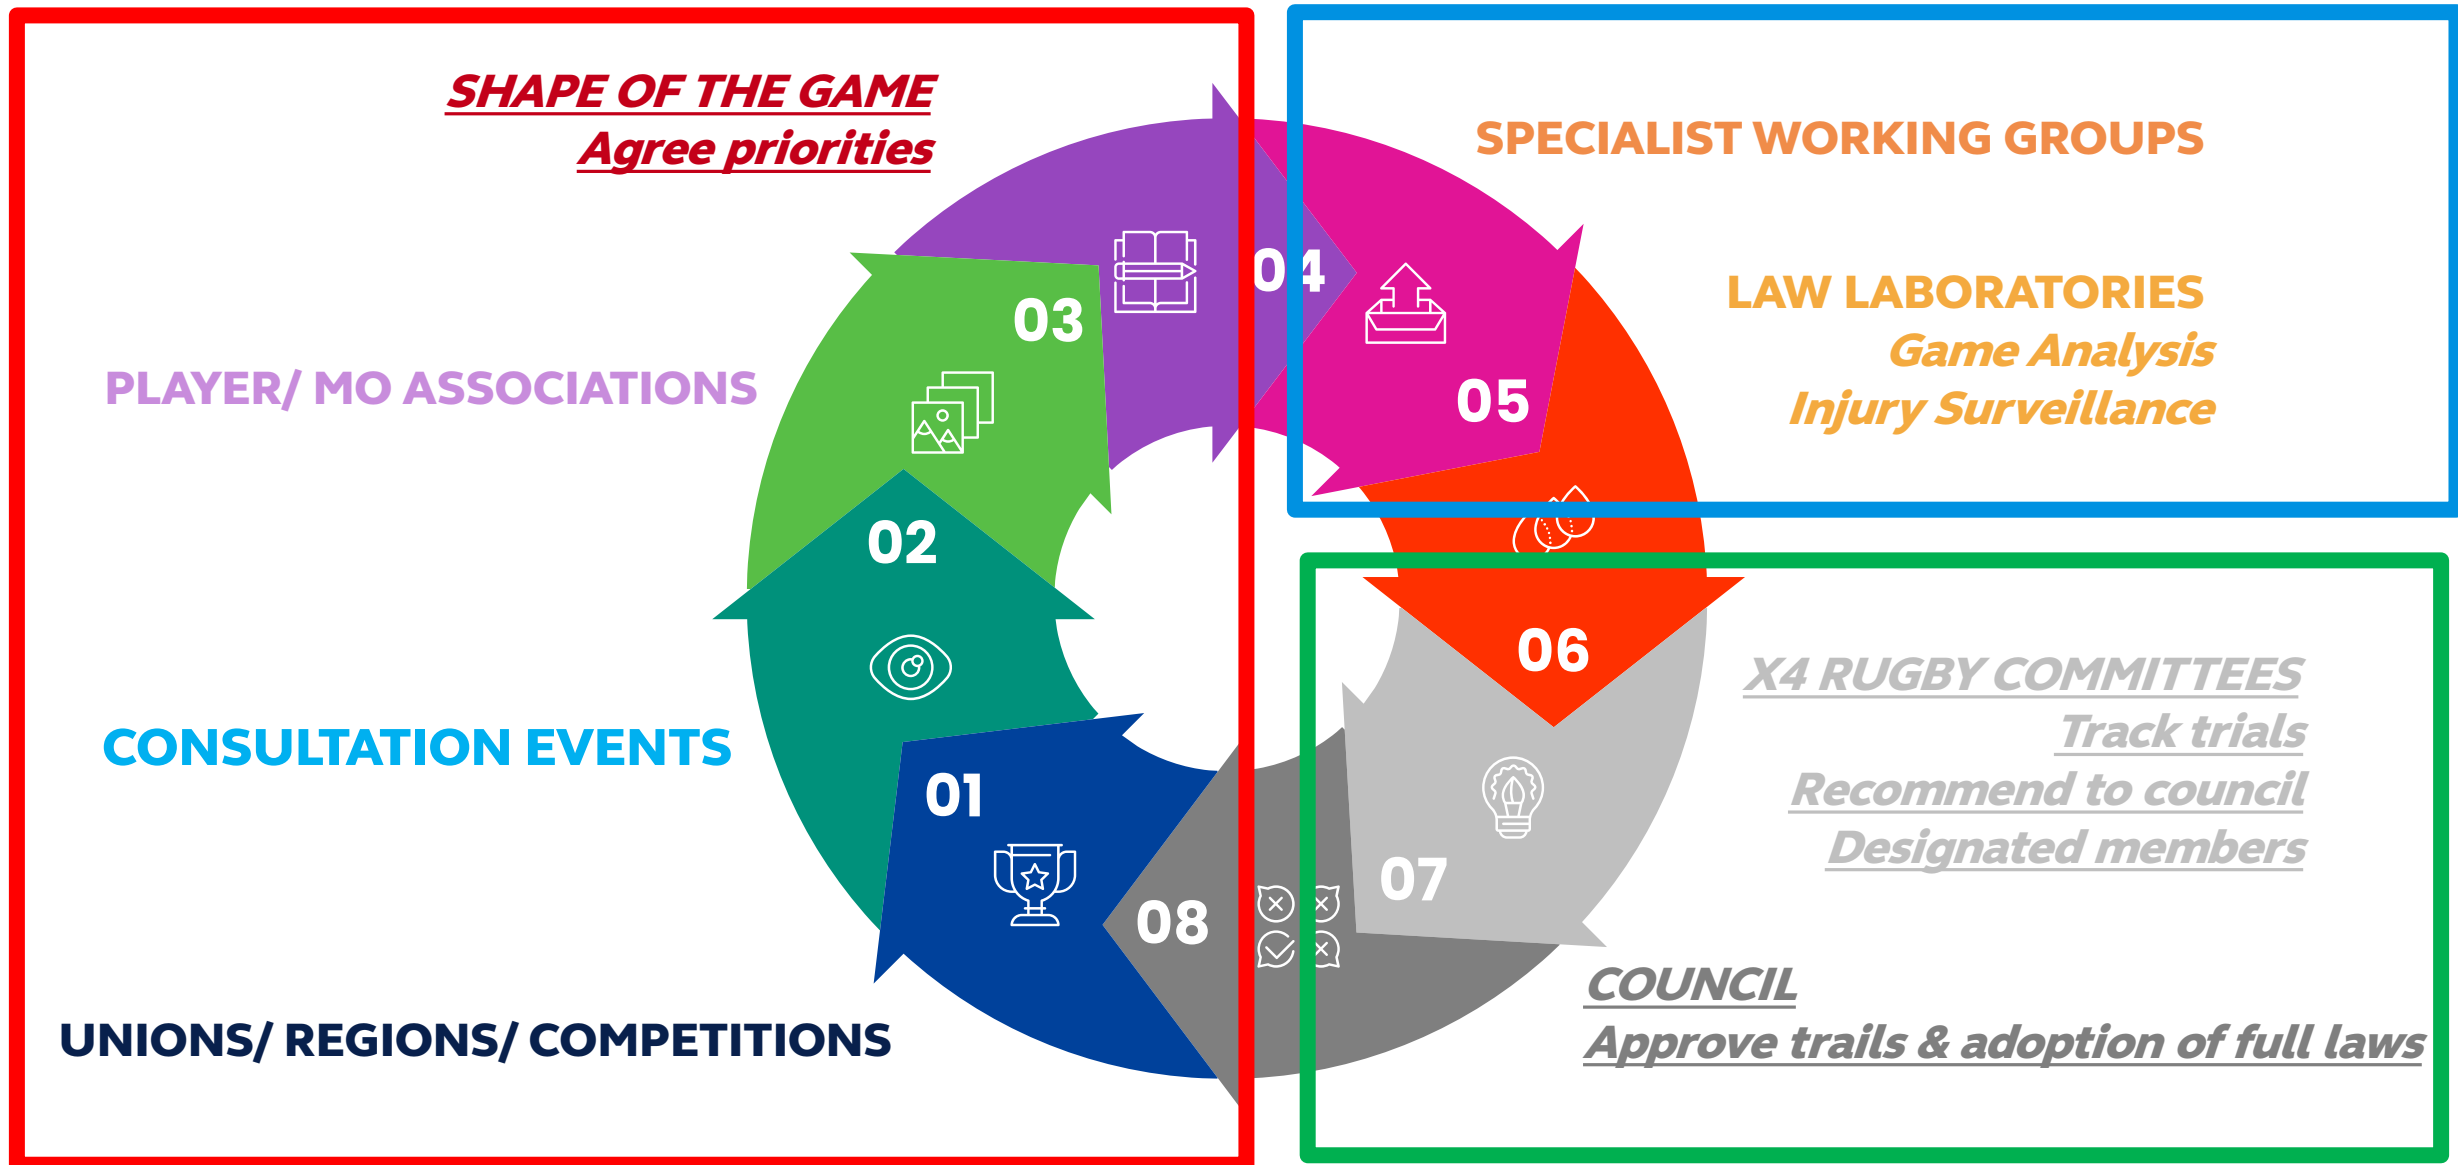 SHAPE OF THE GAME
Agree priorities
PLAYER/ MO ASSOCIATIONS
CONSULTATION EVENTS
UNIONS/ REGIONS/ COMPETITIONS
01
02
03
04
05
06
07
08
SPECIALIST WORKING GROUPS
LAW LABORATORIES
Game Analysis
Injury Surveillance
X4 RUGBY COMMITTEES
Track trials
Recommend to council
Designated members
COUNCIL
Approve trails & adoption of full laws